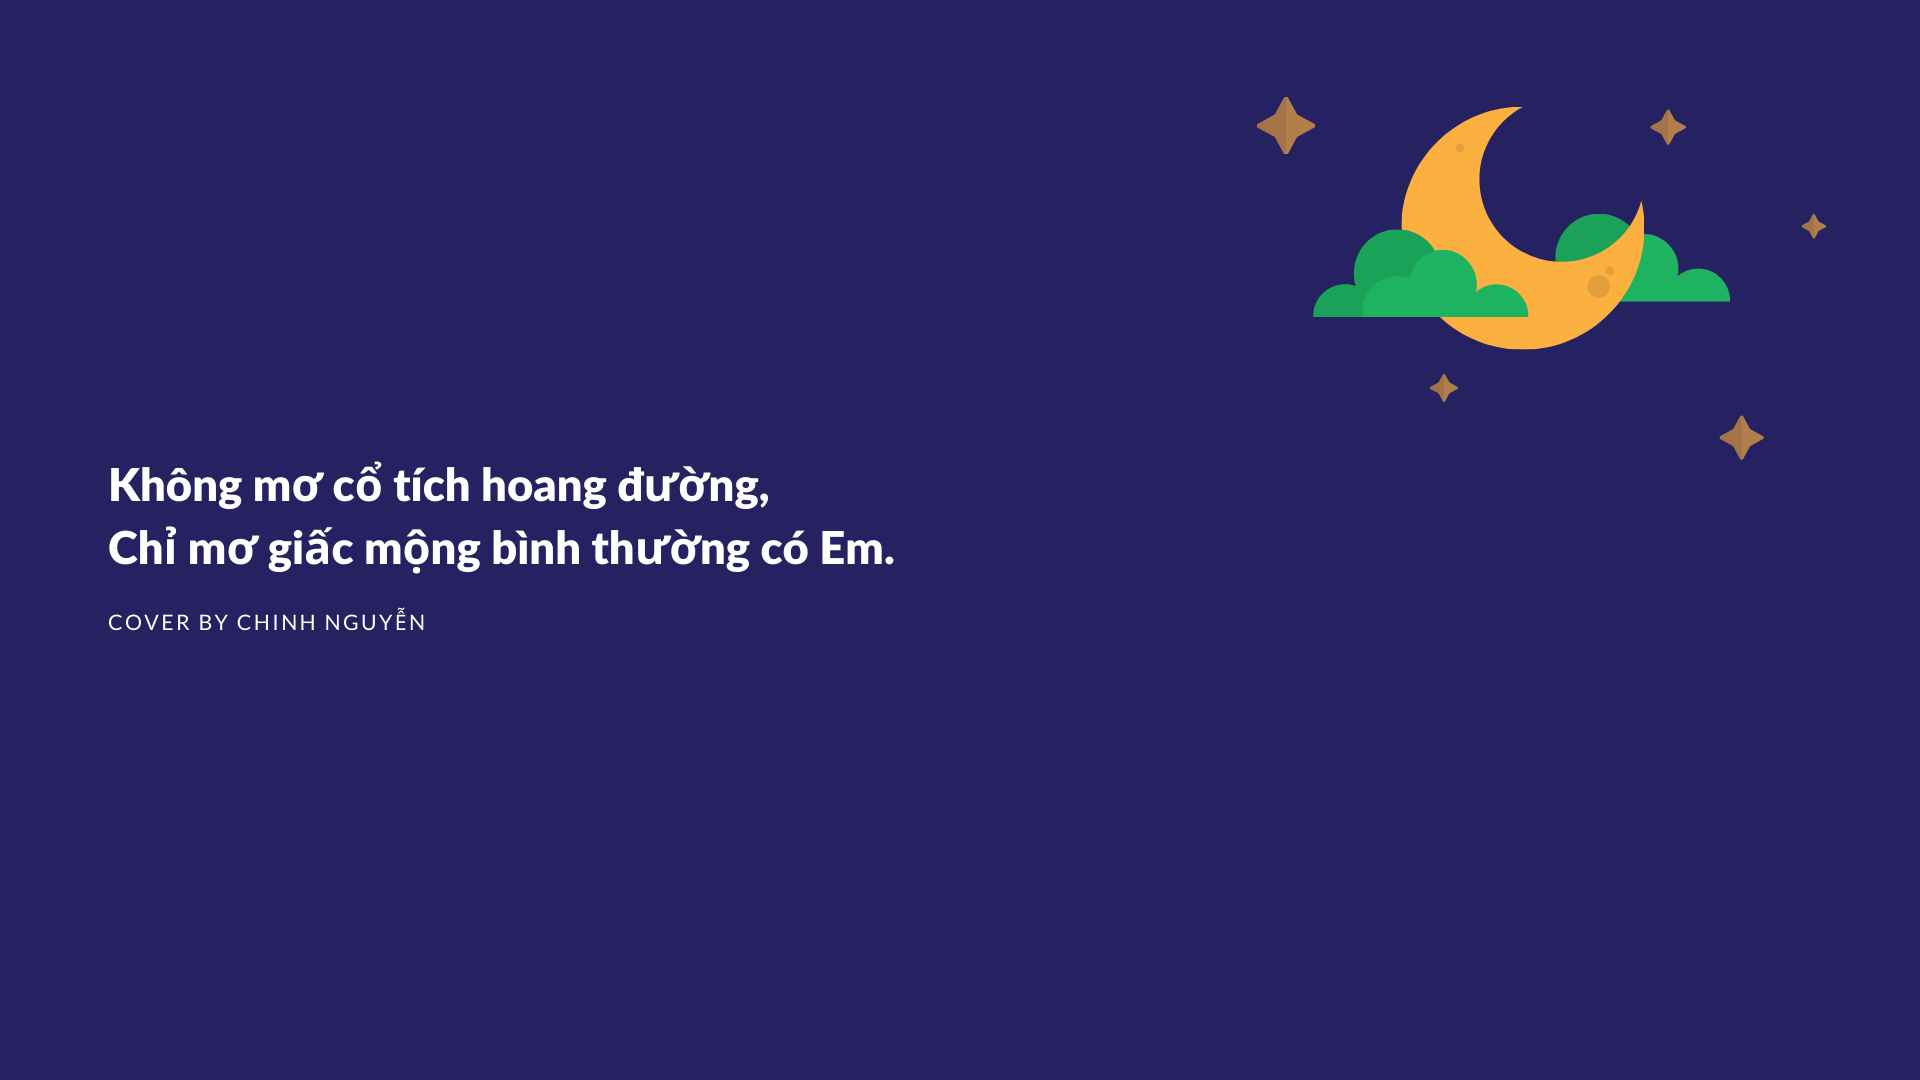 Không mơ cổ tích hoang đường,
Chỉ mơ giấc mộng bình thường có Em.
COVER BY CHINH NGUYỄN